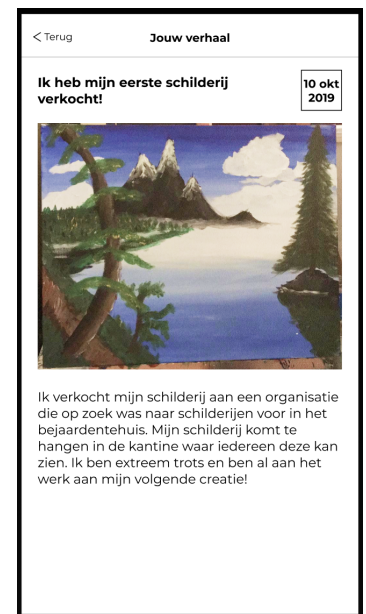 < Terug
Jouw verhaal
Ik heb mijn eerste schilderij
verkocht!
10 okt
2019
Ik verkocht mijn schilderij aan een organisatie
die op zoek was naar schilderijen voor in het
bejaardentehuis. Mijn schilderij komt te
hangen in de kantine waar iedereen deze kan
zien. Ik ben extreem trots en ben al aan het
werk aan mijn volgende creatie!